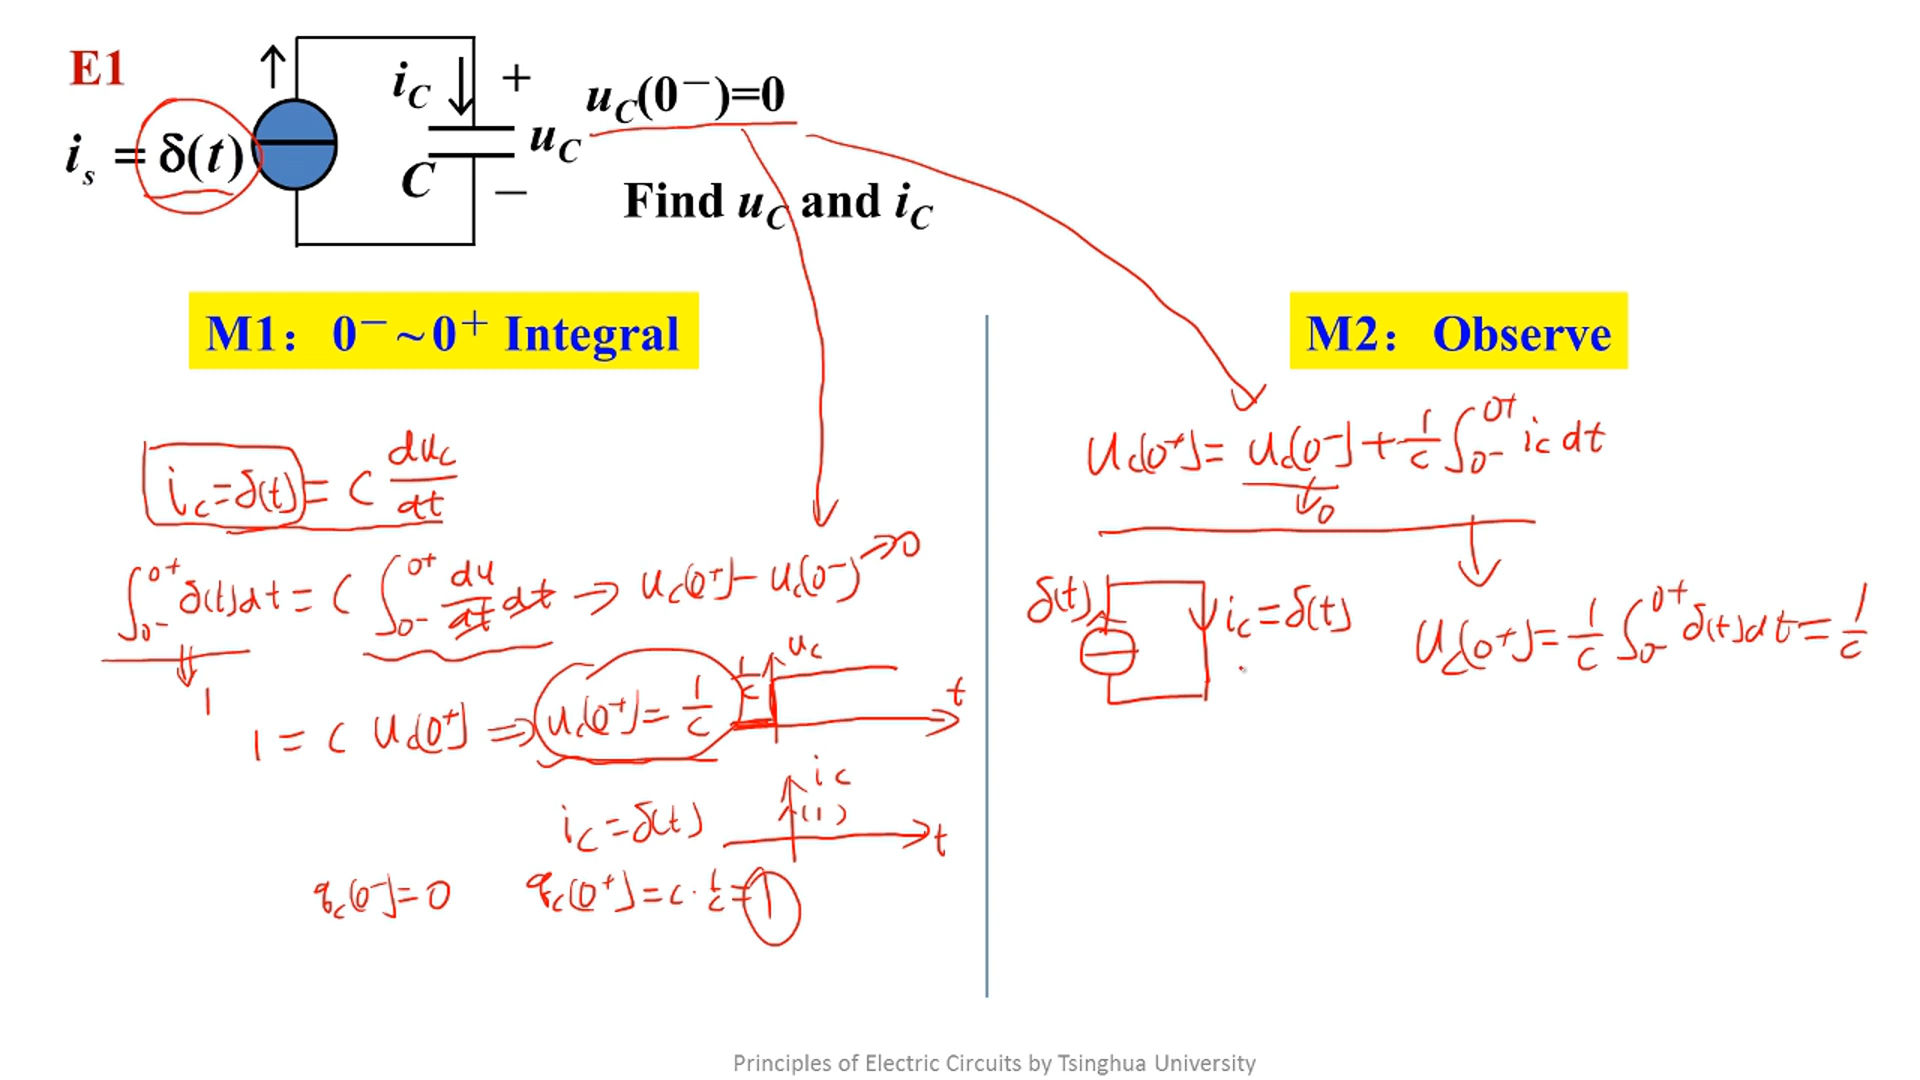 E1
i_C + u_C(0⁻)=0
i_s = δ(t) C u_C −
Find u_C and i_C
M1： 0⁻ ~ 0⁺ Integral
i_C = δ(t) = C du_C/dt
∫_{0-}^{0+} δ(t)dt = C ∫_{0-}^{0+} du/dt dt → u_C(0⁺) - u_C(0⁻) → 0
1
1 = C u_C(0⁺) ⇒ u_C(0⁺) = 1/C
1/C u_C t
i_C = δ(t) i_C (1) t
q_C(0⁻) = 0 q_C(0⁺) = C · 1/C = 1
M2： Observe
u_C(0⁺) = u_C(0⁻) + 1/C ∫_{0-}^{0+} i_C dt
0
δ(t) i_C = δ(t) u_C(0+) = 1/C ∫_{0-}^{0+} δ(t)dt = 1/C
Principles of Electric Circuits by Tsinghua University